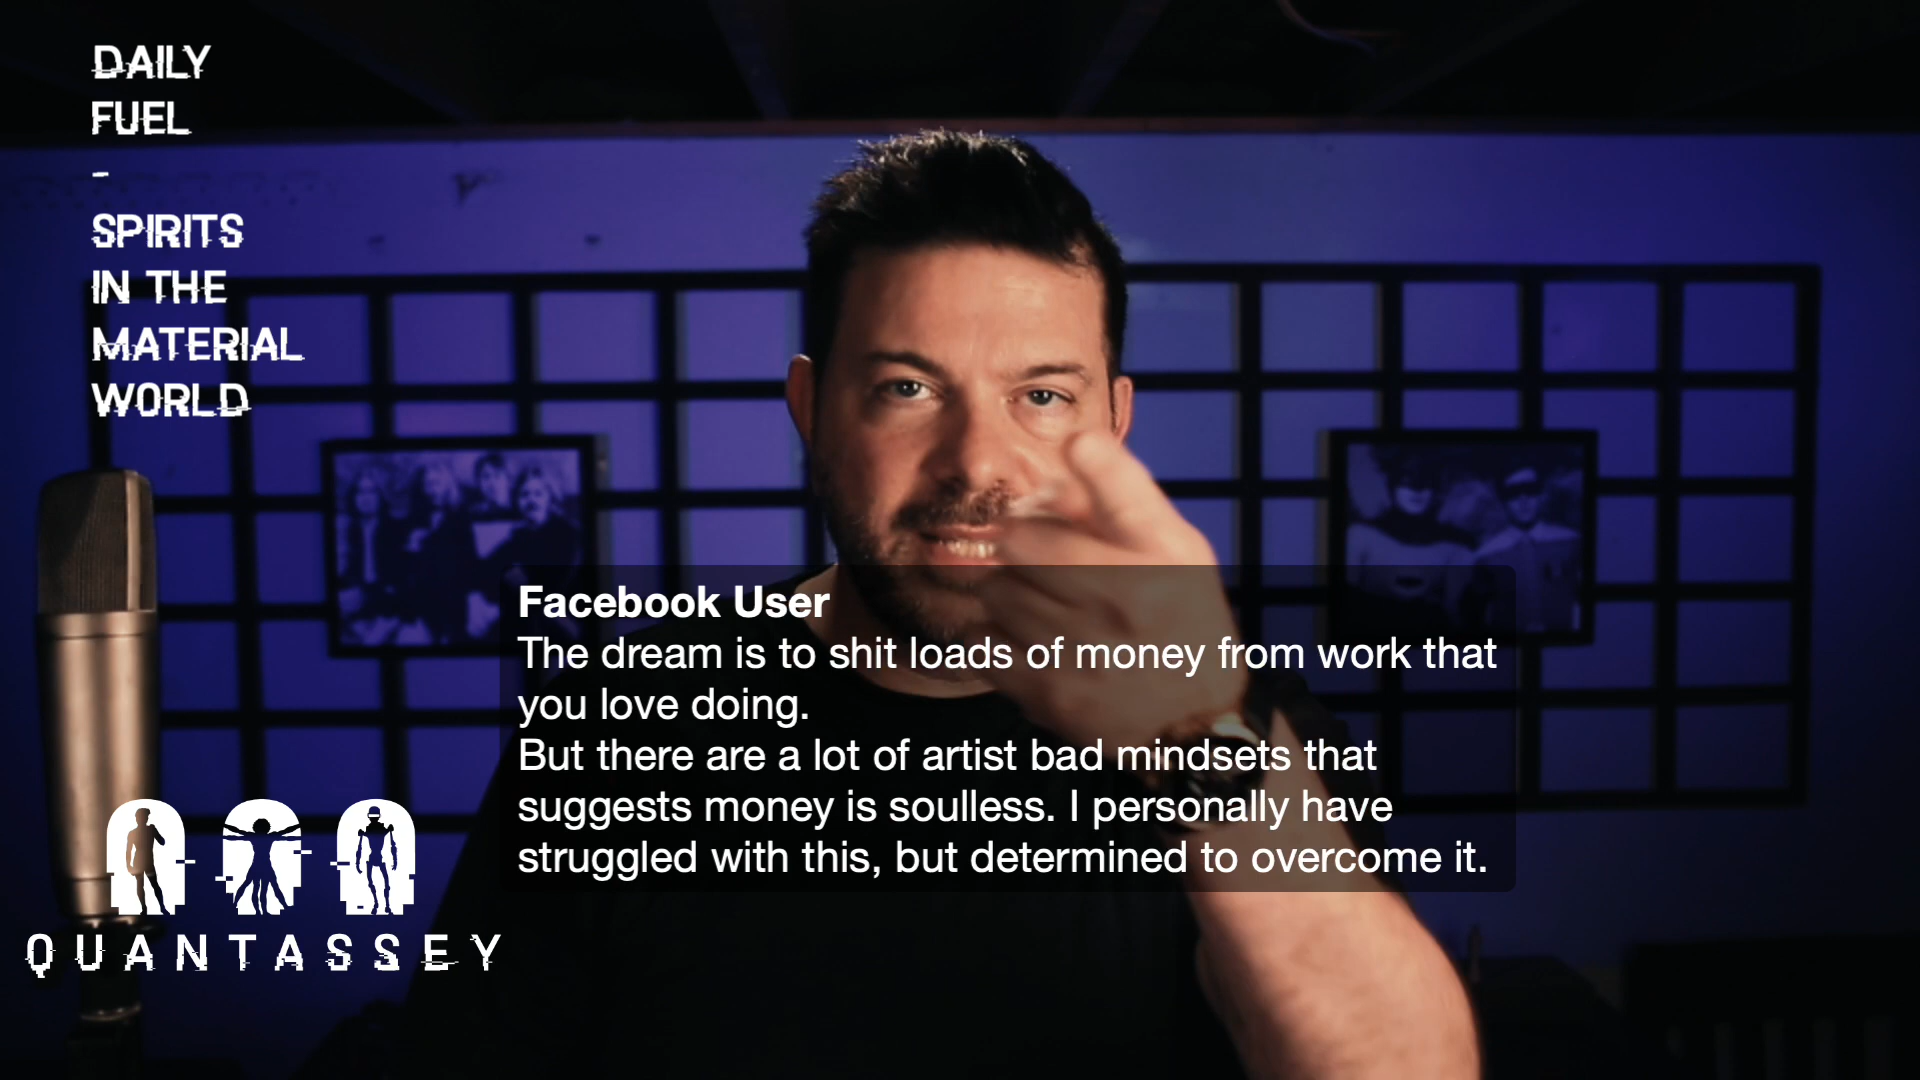 DAILY
FUEL
-
SPIRITS
IN THE
MATERIAL
WORLD
Facebook User
The dream is to shit loads of money from work that
you love doing.
But there are a lot of artist bad mindsets that
suggests money is soulless. I personally have
struggled with this, but determined to overcome it.
QUANTASSEY